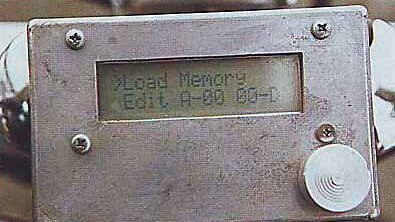 >Load Memory
Edit A-00 00-D